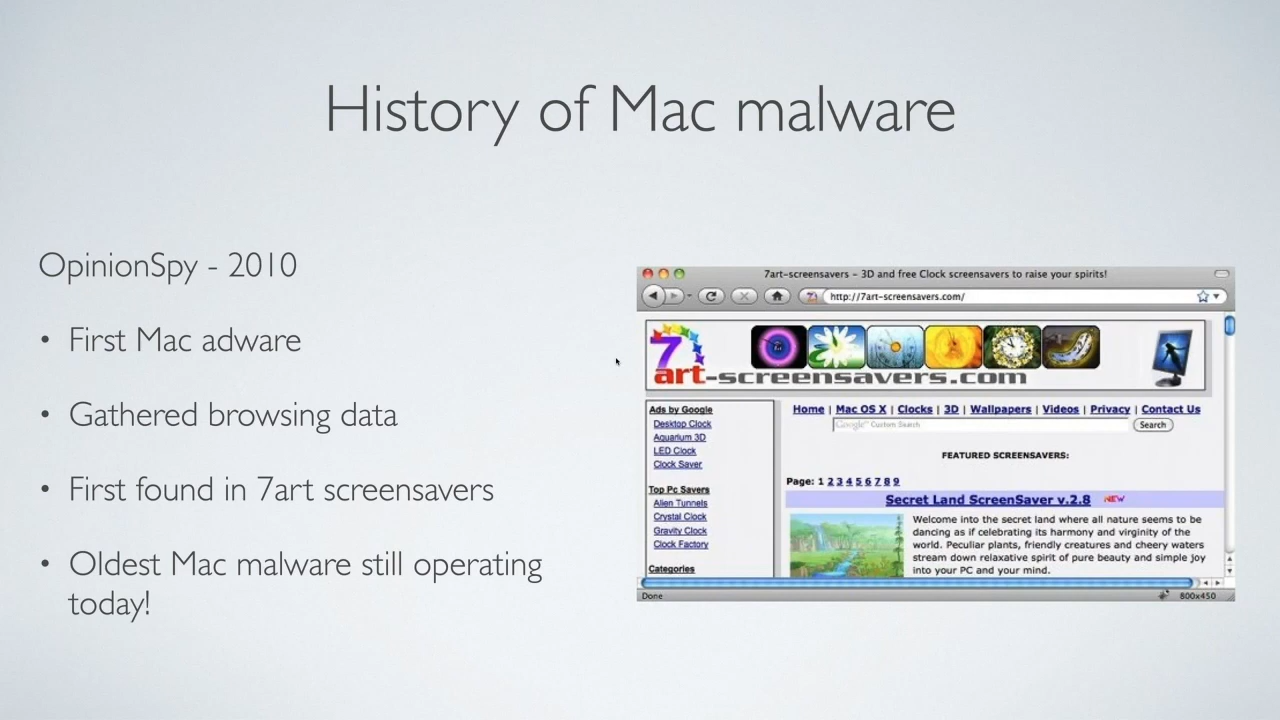 History of Mac malware
OpinionSpy - 2010
• First Mac adware
• Gathered browsing data
• First found in 7art screensavers
• Oldest Mac malware still operating
today!
7art-screensavers – 3D and free Clock screensavers to raise your spirits!
http://7art-screensavers.com/
7
art-screensavers.com
Ads by Google
Desktop Clock
Aquarium 3D
LED Clock
Clock Saver
Top Pc Savers
Alien Tunnels
Crystal Clock
Gravity Clock
Clock Factory
Categories
Home | Mac OS X | Clocks | 3D | Wallpapers | Videos | Privacy | Contact Us
Google™ Custom Search
Search
FEATURED SCREENSAVERS:
Page: 1 2 3 4 5 6 7 8 9
Secret Land ScreenSaver v.2.8 NEW
Welcome into the secret land where all nature seems to be
dancing as if celebrating its harmony and virginity of the
world. Peculiar plants, friendly creatures and cheery waters
stream down relaxative spirit of pure beauty and simple joy
into your PC and your mind.
Done
800x450